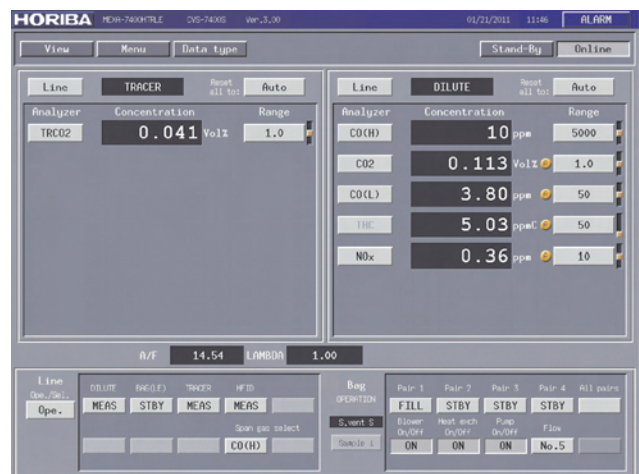 HORIBA MEXA-7400HTRLE CVS-7400S Ver.3.00 01/21/2011 11:46 ALARM
View Menu Data type Stand-By Online
Line TRACER Reset all to: Auto
Analyzer Concentration Range
TRCO2 0.041 Vol% 1.0
Line DILUTE Reset all to: Auto
Analyzer Concentration Range
CO(H) 10 ppm 5000
CO2 0.113 Vol% 1.0
CO(L) 3.80 ppm 50
THC 5.03 ppmC 50
NOx 0.36 ppm 10
A/F 14.54 LAMBDA 1.00
Line
Ope./Sel.
Ope.
DILUTE BAG(LE) TRACER HFID
MEAS STBY MEAS MEAS
Span gas select
CO(H)
Bag
OPERATION
S.vent S
Sample 1
Pair 1 Pair 2 Pair 3 Pair 4 All pairs
FILL STBY STBY STBY
Blower On/Off Heat exch On/Off Pump On/Off Flow
ON ON ON No.5